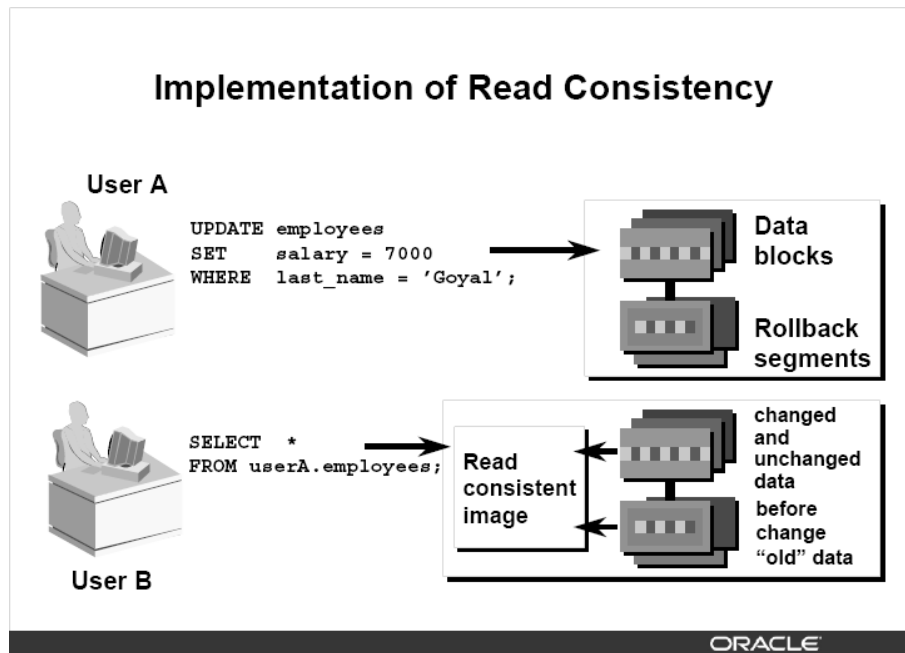 Implementation of Read Consistency
User A
UPDATE employees
SET salary = 7000
WHERE last_name = ’Goyal’;
Data
blocks
Rollback
segments
User B
SELECT *
FROM userA.employees;
Read
consistent
image
changed
and
unchanged
data
before
change
“old” data
ORACLE